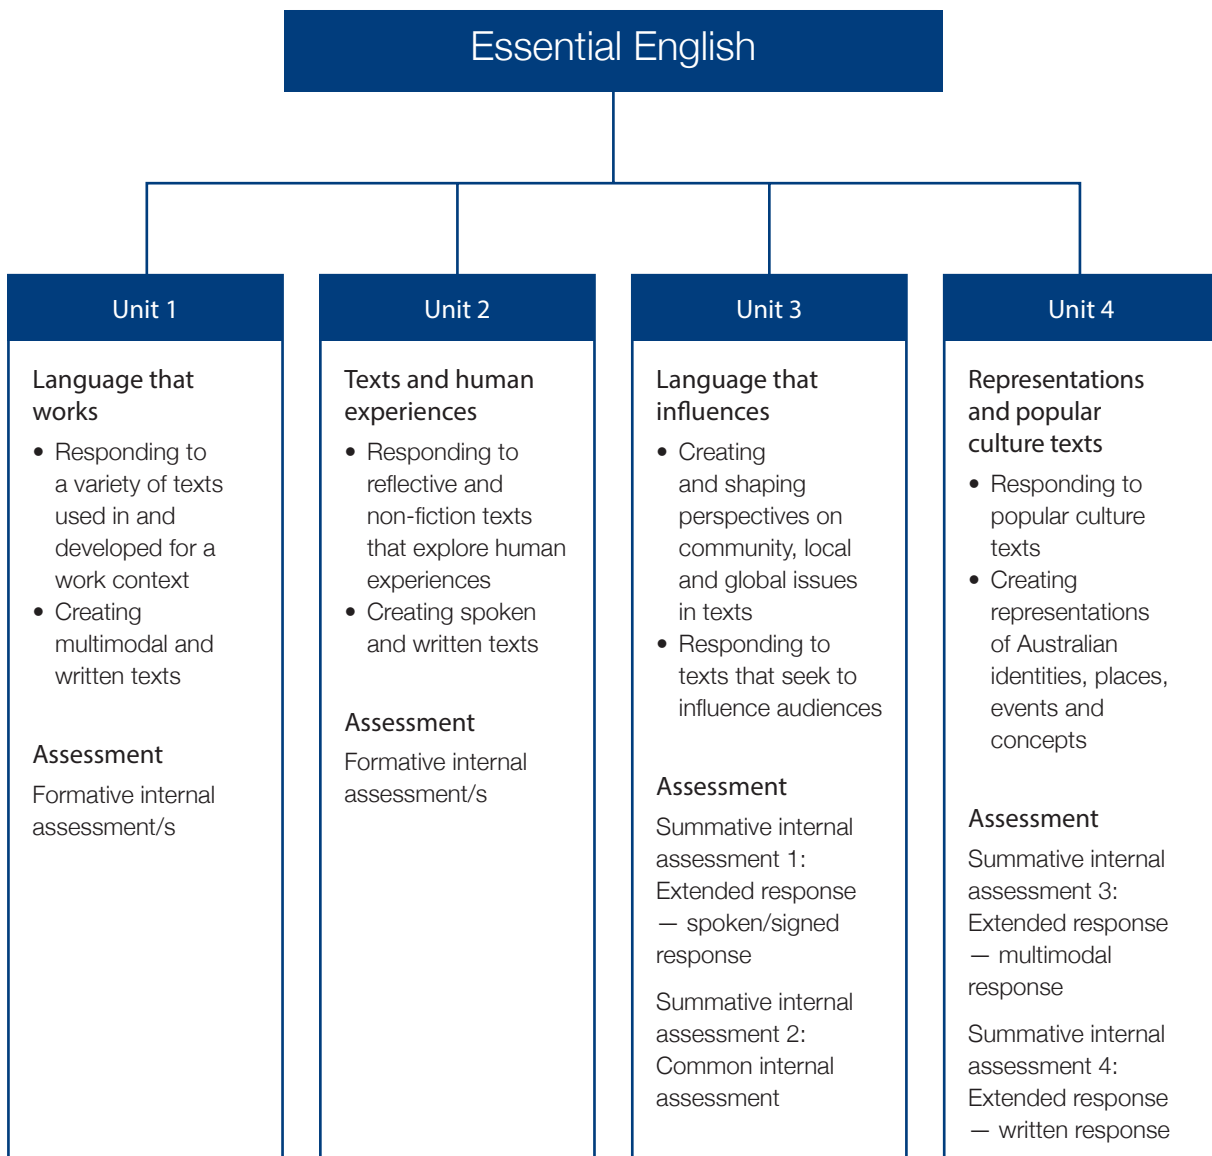 Essential English
Unit 1
Language that
works
• Responding to
a variety of texts
used in and
developed for a
work context
• Creating
multimodal and
written texts
Assessment
Formative internal
assessment/s
Unit 2
Texts and human
experiences
• Responding to
reflective and
non-fiction texts
that explore human
experiences
• Creating spoken
and written texts
Assessment
Formative internal
assessment/s
Unit 3
Language that
influences
• Creating
and shaping
perspectives on
community, local
and global issues
in texts
• Responding to
texts that seek to
influence audiences
Assessment
Summative internal
assessment 1:
Extended response
— spoken/signed
response
Summative internal
assessment 2:
Common internal
assessment
Unit 4
Representations
and popular
culture texts
• Responding to
popular culture
texts
• Creating
representations
of Australian
identities, places,
events and
concepts
Assessment
Summative internal
assessment 3:
Extended response
— multimodal
response
Summative internal
assessment 4:
Extended response
— written response